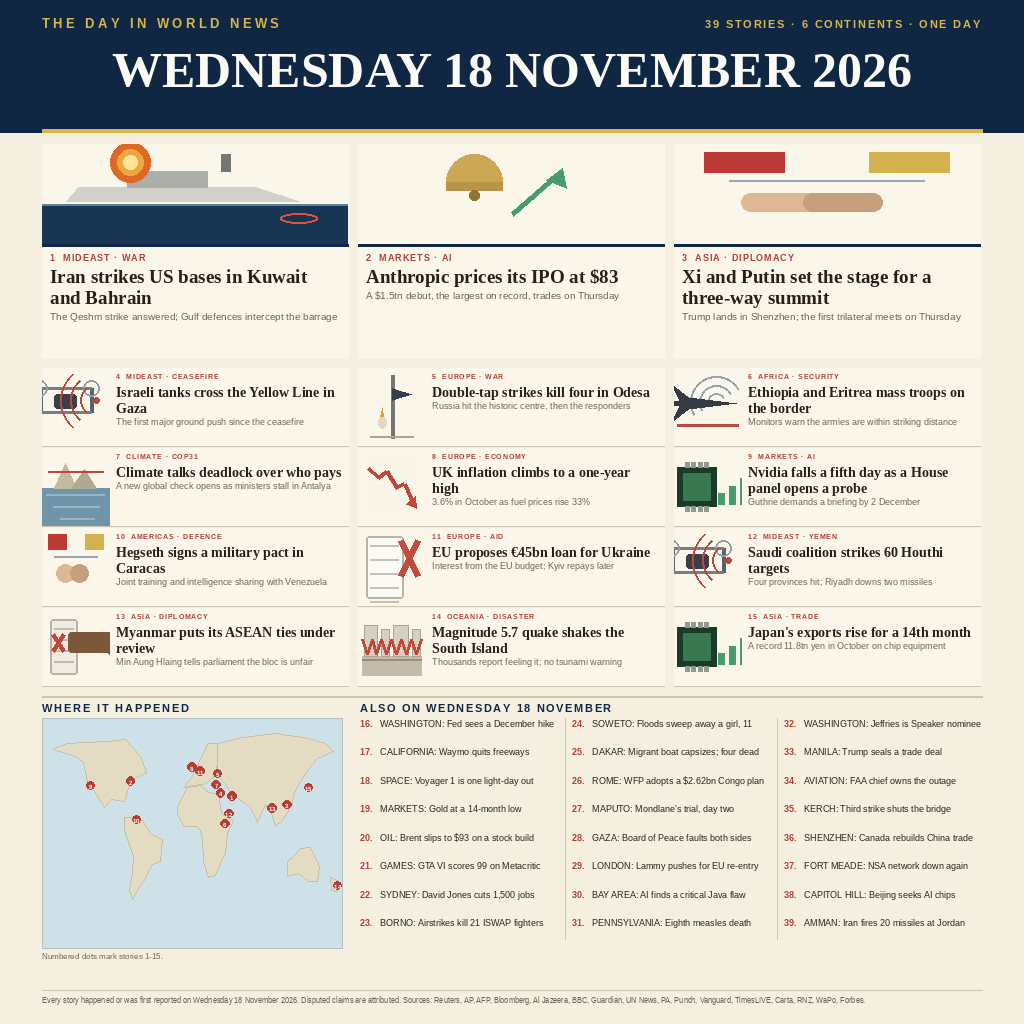 THE DAY IN WORLD NEWS
39 STORIES · 6 CONTINENTS · ONE DAY
WEDNESDAY 18 NOVEMBER 2026
1 MIDEAST · WAR
Iran strikes US bases in Kuwait
and Bahrain
The Qeshm strike answered; Gulf defences intercept the barrage
2 MARKETS · AI
Anthropic prices its IPO at $83
A $1.5tn debut, the largest on record, trades on Thursday
3 ASIA · DIPLOMACY
Xi and Putin set the stage for a
three-way summit
Trump lands in Shenzhen; the first trilateral meets on Thursday
4 MIDEAST · CEASEFIRE
Israeli tanks cross the Yellow Line in
Gaza
The first major ground push since the ceasefire
5 EUROPE · WAR
Double-tap strikes kill four in Odesa
Russia hit the historic centre, then the responders
6 AFRICA · SECURITY
Ethiopia and Eritrea mass troops on
the border
Monitors warn the armies are within striking distance
7 CLIMATE · COP31
Climate talks deadlock over who pays
A new global check opens as ministers stall in Antalya
8 EUROPE · ECONOMY
UK inflation climbs to a one-year
high
3.6% in October as fuel prices rise 33%
9 MARKETS · AI
Nvidia falls a fifth day as a House
panel opens a probe
Guthrie demands a briefing by 2 December
10 AMERICAS · DEFENCE
Hegseth signs a military pact in
Caracas
Joint training and intelligence sharing with Venezuela
11 EUROPE · AID
EU proposes €45bn loan for Ukraine
Interest from the EU budget; Kyiv repays later
12 MIDEAST · YEMEN
Saudi coalition strikes 60 Houthi
targets
Four provinces hit; Riyadh downs two missiles
13 ASIA · DIPLOMACY
Myanmar puts its ASEAN ties under
review
Min Aung Hlaing tells parliament the bloc is unfair
14 OCEANIA · DISASTER
Magnitude 5.7 quake shakes the
South Island
Thousands report feeling it; no tsunami warning
15 ASIA · TRADE
Japan's exports rise for a 14th month
A record 11.8tn yen in October on chip equipment
WHERE IT HAPPENED
Numbered dots mark stories 1-15.
ALSO ON WEDNESDAY 18 NOVEMBER
16. WASHINGTON: Fed sees a December hike
17. CALIFORNIA: Waymo quits freeways
18. SPACE: Voyager 1 is one light-day out
19. MARKETS: Gold at a 14-month low
20. OIL: Brent slips to $93 on a stock build
21. GAMES: GTA VI scores 99 on Metacritic
22. SYDNEY: David Jones cuts 1,500 jobs
23. BORNO: Airstrikes kill 21 ISWAP fighters
24. SOWETO: Floods sweep away a girl, 11
25. DAKAR: Migrant boat capsizes; four dead
26. ROME: WFP adopts a $2.62bn Congo plan
27. MAPUTO: Mondlane's trial, day two
28. GAZA: Board of Peace faults both sides
29. LONDON: Lammy pushes for EU re-entry
30. BAY AREA: AI finds a critical Java flaw
31. PENNSYLVANIA: Eighth measles death
32. WASHINGTON: Jeffries is Speaker nominee
33. MANILA: Trump seals a trade deal
34. AVIATION: FAA chief owns the outage
35. KERCH: Third strike shuts the bridge
36. SHENZHEN: Canada rebuilds China trade
37. FORT MEADE: NSA network down again
38. CAPITOL HILL: Beijing seeks AI chips
39. AMMAN: Iran fires 20 missiles at Jordan
Every story happened or was first reported on Wednesday 18 November 2026. Disputed claims are attributed. Sources: Reuters, AP, AFP, Bloomberg, Al Jazeera, BBC, Guardian, UN News, PA, Punch, Vanguard, TimesLIVE, Carta, RNZ, WaPo, Forbes.